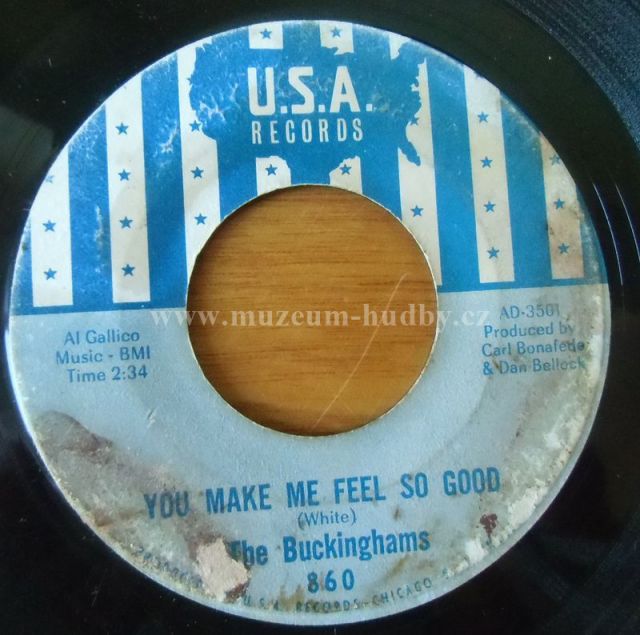 U.S.A.
RECORDS
www.muzeum-hudby.cz
Al Gallico
Music - BMI
Time 2:34
AD-3501
Produced by
Carl Bonafede
& Dan Bellock
YOU MAKE ME FEEL SO GOOD
(White)
The Buckinghams
860
U.S.A. RECORDS-CHICAGO